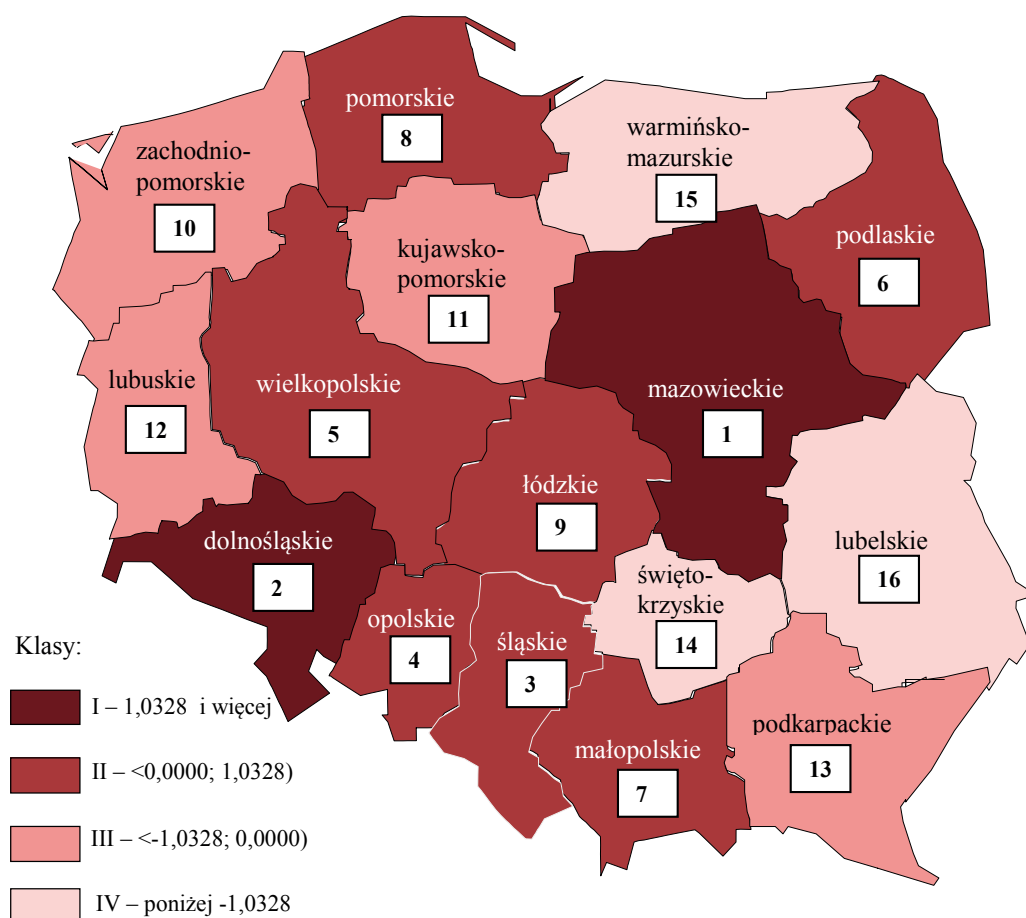 pomorskie
8
warmińsko-
mazurskie
15
zachodnio-
pomorskie
10
podlaskie
6
kujawsko-
pomorskie
11
lubuskie
12
wielkopolskie
5
mazowieckie
1
łódzkie
9
dolnośląskie
2
lubelskie
16
święto-
krzyskie
14
opolskie
4
śląskie
3
małopolskie
7
podkarpackie
13
Klasy:
I – 1,0328 i więcej
II – <0,0000; 1,0328)
III – <-1,0328; 0,0000)
IV – poniżej -1,0328